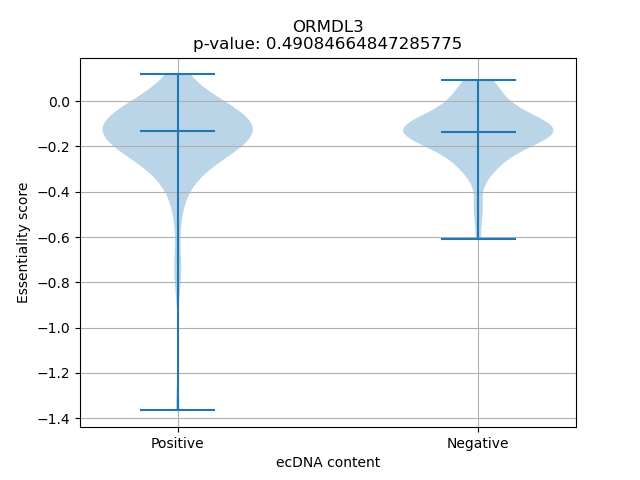 ORMDL3
p-value: 0.49084664847285775
Essentiality score
0.0
−0.2
−0.4
−0.6
−0.8
−1.0
−1.2
−1.4
Positive
Negative
ecDNA content